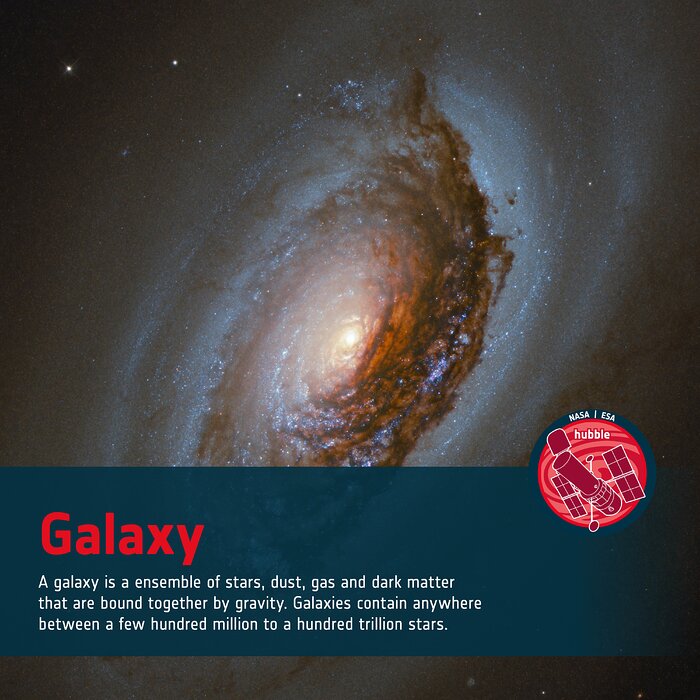 NASA | ESA
hubble
Galaxy
A galaxy is a ensemble of stars, dust, gas and dark matter
that are bound together by gravity. Galaxies contain anywhere
between a few hundred million to a hundred trillion stars.